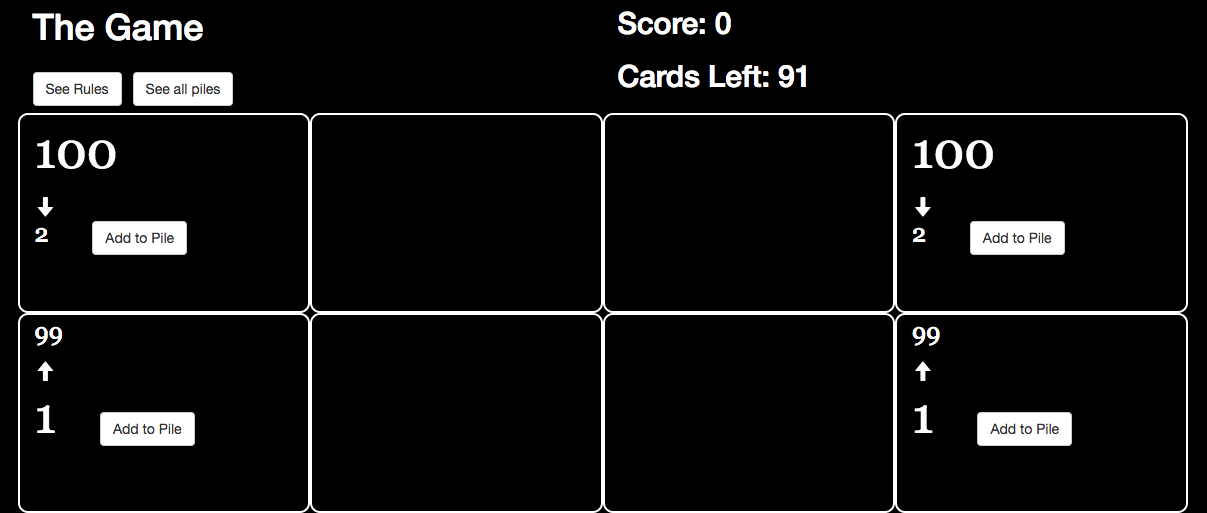 The Game
Score: 0
See Rules
See all piles
Cards Left: 91
100
2
Add to Pile
100
2
Add to Pile
99
1
Add to Pile
99
1
Add to Pile